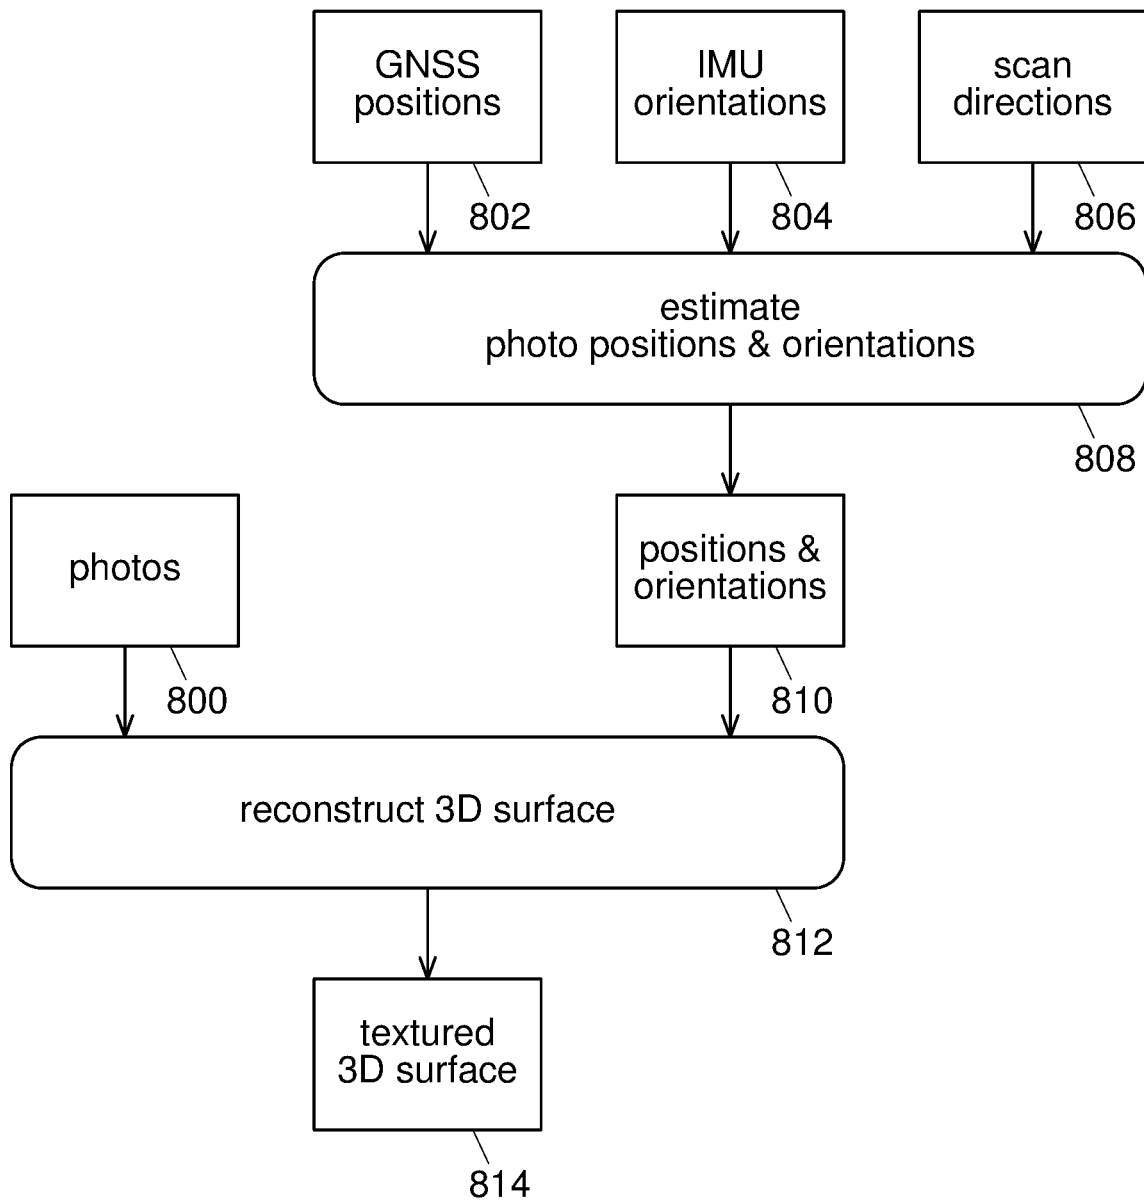 GNSS
positions
IMU
orientations
scan
directions
802
804
806
estimate
photo positions & orientations
808
photos
positions &
orientations
800
810
reconstruct 3D surface
812
textured
3D surface
814